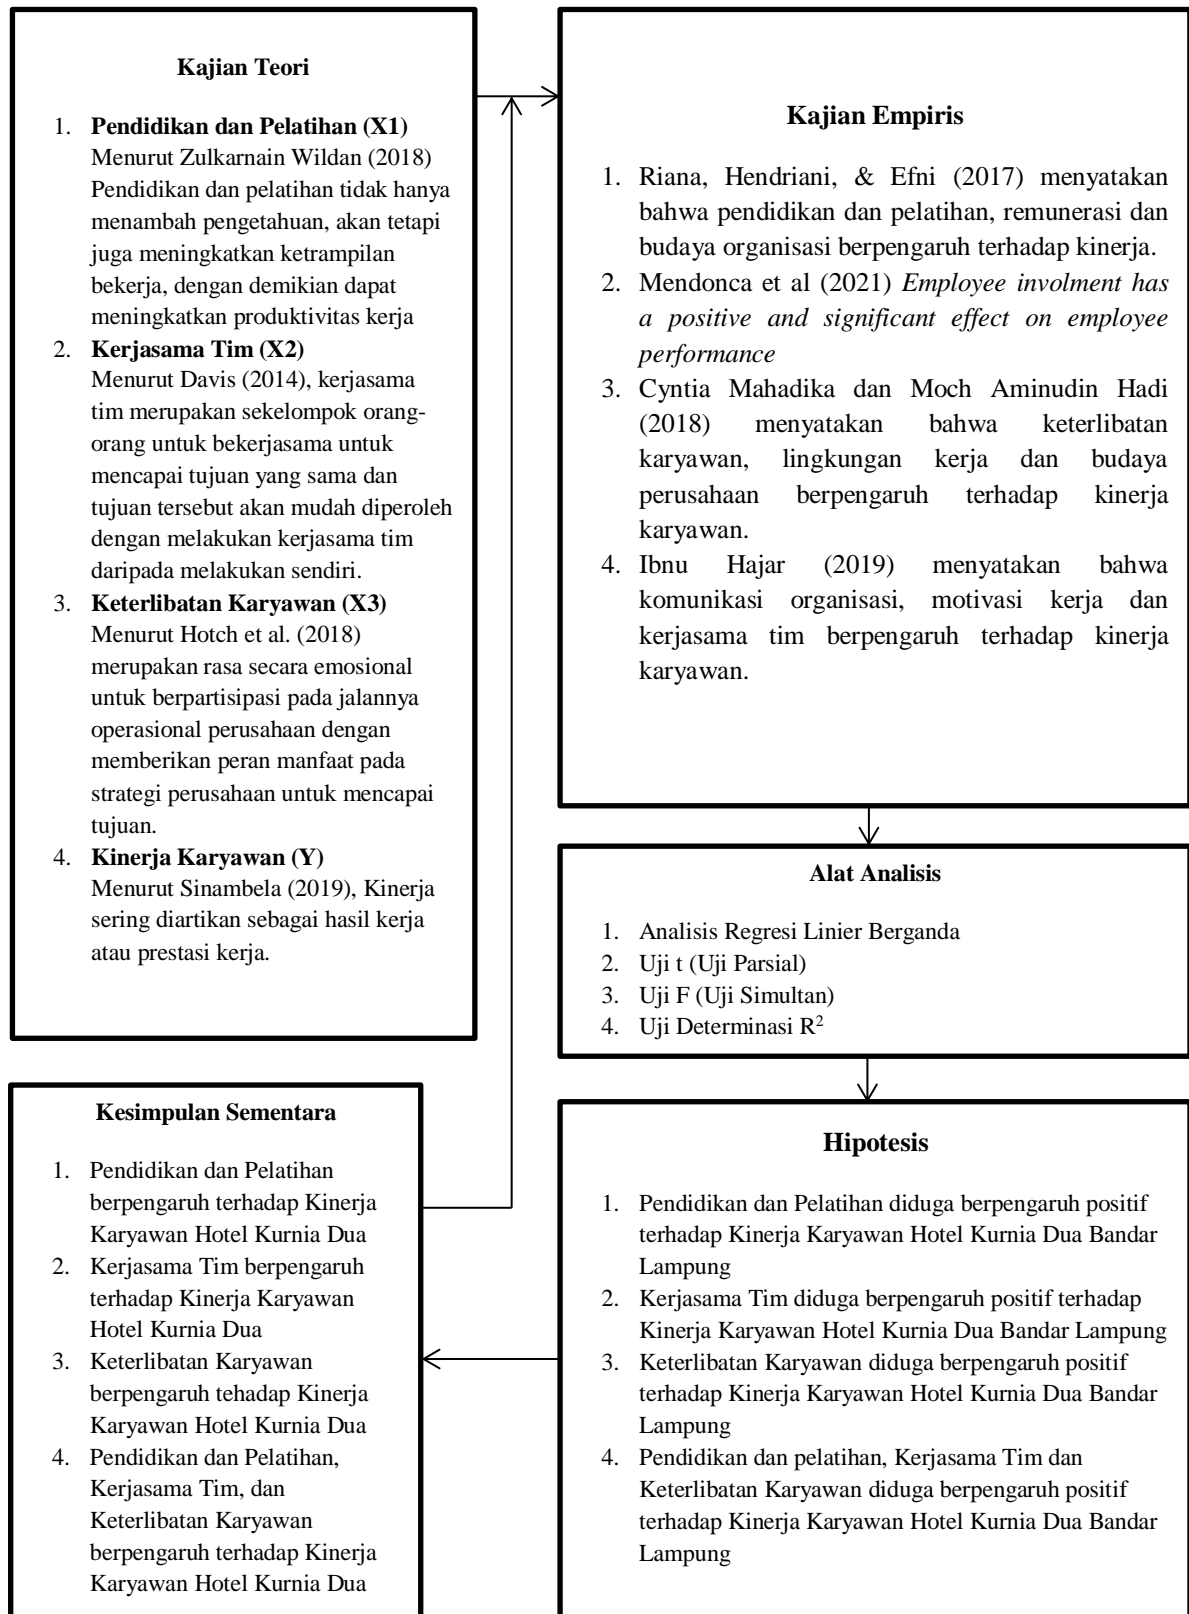 Kajian Teori
1. Pendidikan dan Pelatihan (X1)
Menurut Zulkarnain Wildan (2018)
Pendidikan dan pelatihan tidak hanya
menambah pengetahuan, akan tetapi
juga meningkatkan ketrampilan
bekerja, dengan demikian dapat
meningkatkan produktivitas kerja
2. Kerjasama Tim (X2)
Menurut Davis (2014), kerjasama
tim merupakan sekelompok orang-
orang untuk bekerjasama untuk
mencapai tujuan yang sama dan
tujuan tersebut akan mudah diperoleh
dengan melakukan kerjasama tim
daripada melakukan sendiri.
3. Keterlibatan Karyawan (X3)
Menurut Hotch et al. (2018)
merupakan rasa secara emosional
untuk berpartisipasi pada jalannya
operasional perusahaan dengan
memberikan peran manfaat pada
strategi perusahaan untuk mencapai
tujuan.
4. Kinerja Karyawan (Y)
Menurut Sinambela (2019), Kinerja
sering diartikan sebagai hasil kerja
atau prestasi kerja.
Kajian Empiris
1. Riana, Hendriani, & Efni (2017) menyatakan
bahwa pendidikan dan pelatihan, remunerasi dan
budaya organisasi berpengaruh terhadap kinerja.
2. Mendonca et al (2021) Employee involment has
a positive and significant effect on employee
performance
3. Cyntia Mahadika dan Moch Aminudin Hadi
(2018) menyatakan bahwa keterlibatan
karyawan, lingkungan kerja dan budaya
perusahaan berpengaruh terhadap kinerja
karyawan.
4. Ibnu Hajar (2019) menyatakan bahwa
komunikasi organisasi, motivasi kerja dan
kerjasama tim berpengaruh terhadap kinerja
karyawan.
Alat Analisis
1. Analisis Regresi Linier Berganda
2. Uji t (Uji Parsial)
3. Uji F (Uji Simultan)
4. Uji Determinasi R²
Hipotesis
1. Pendidikan dan Pelatihan diduga berpengaruh positif
terhadap Kinerja Karyawan Hotel Kurnia Dua Bandar
Lampung
2. Kerjasama Tim diduga berpengaruh positif terhadap
Kinerja Karyawan Hotel Kurnia Dua Bandar Lampung
3. Keterlibatan Karyawan diduga berpengaruh positif
terhadap Kinerja Karyawan Hotel Kurnia Dua Bandar
Lampung
4. Pendidikan dan pelatihan, Kerjasama Tim dan
Keterlibatan Karyawan diduga berpengaruh positif
terhadap Kinerja Karyawan Hotel Kurnia Dua Bandar
Lampung
Kesimpulan Sementara
1. Pendidikan dan Pelatihan
berpengaruh terhadap Kinerja
Karyawan Hotel Kurnia Dua
2. Kerjasama Tim berpengaruh
terhadap Kinerja Karyawan
Hotel Kurnia Dua
3. Keterlibatan Karyawan
berpengaruh tehadap Kinerja
Karyawan Hotel Kurnia Dua
4. Pendidikan dan Pelatihan,
Kerjasama Tim, dan
Keterlibatan Karyawan
berpengaruh terhadap Kinerja
Karyawan Hotel Kurnia Dua